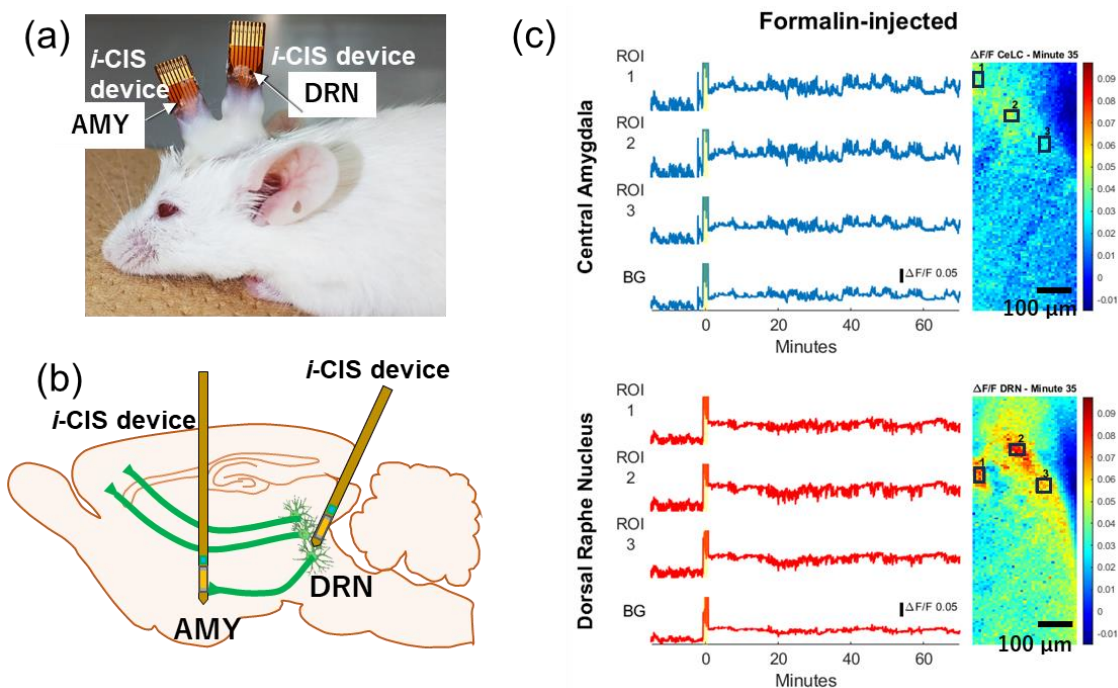 (a)
i-CIS
device
AMY
i-CIS device
DRN
(b)
i-CIS device
i-CIS device
DRN
AMY
(c)
Formalin-injected
Central Amygdala
ROI
1
ROI
2
ROI
3
BG
ΔF/F 0.05
0
20
40
60
Minutes
ΔF/F CeLC - Minute 35
1
2
3
100 μm
0.09
0.08
0.07
0.06
0.05
0.04
0.03
0.02
0.01
0
-0.01
Dorsal Raphe Nucleus
ROI
1
ROI
2
ROI
3
BG
ΔF/F 0.05
0
20
40
60
Minutes
ΔF/F DRN - Minute 35
1
2
3
100 μm
0.09
0.08
0.07
0.06
0.05
0.04
0.03
0.02
0.01
0
-0.01